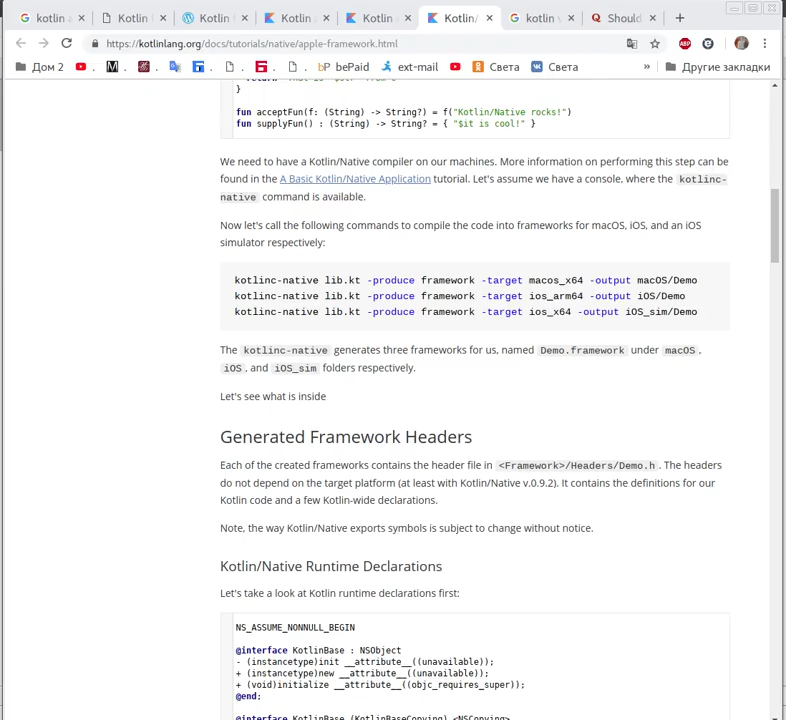 kotlin a
Kotlin
Kotlin
Kotlin
Kotlin
Kotlin/
kotlin
Should
https://kotlinlang.org/docs/tutorials/native/apple-framework.html
Дом 2
bePaid
ext-mail
Света
Света
»
Другие закладки
}
fun acceptFun(f: (String) -> String?) = f("Kotlin/Native rocks!")
fun supplyFun() : (String) -> String? = { "$it is cool!" }
We need to have a Kotlin/Native compiler on our machines. More information on performing this step can be
found in the A Basic Kotlin/Native Application tutorial. Let's assume we have a console, where the kotlinc-
native command is available.
Now let's call the following commands to compile the code into frameworks for macOS, iOS, and an iOS
simulator respectively:
kotlinc-native lib.kt -produce framework -target macos_x64 -output macOS/Demo
kotlinc-native lib.kt -produce framework -target ios_arm64 -output iOS/Demo
kotlinc-native lib.kt -produce framework -target ios_x64 -output iOS_sim/Demo
The kotlinc-native generates three frameworks for us, named Demo.framework under macOS,
iOS, and iOS_sim folders respectively.
Let's see what is inside
Generated Framework Headers
Each of the created frameworks contains the header file in <Framework>/Headers/Demo.h. The headers
do not depend on the target platform (at least with Kotlin/Native v.0.9.2). It contains the definitions for our
Kotlin code and a few Kotlin-wide declarations.
Note, the way Kotlin/Native exports symbols is subject to change without notice.
Kotlin/Native Runtime Declarations
Let's take a look at Kotlin runtime declarations first:
NS_ASSUME_NONNULL_BEGIN
@interface KotlinBase : NSObject
- (instancetype)init __attribute__((unavailable));
+ (instancetype)new __attribute__((unavailable));
+ (void)initialize __attribute__((objc_requires_super));
@end;
@interface KotlinBase (KotlinBaseCopying) <NSCopying>